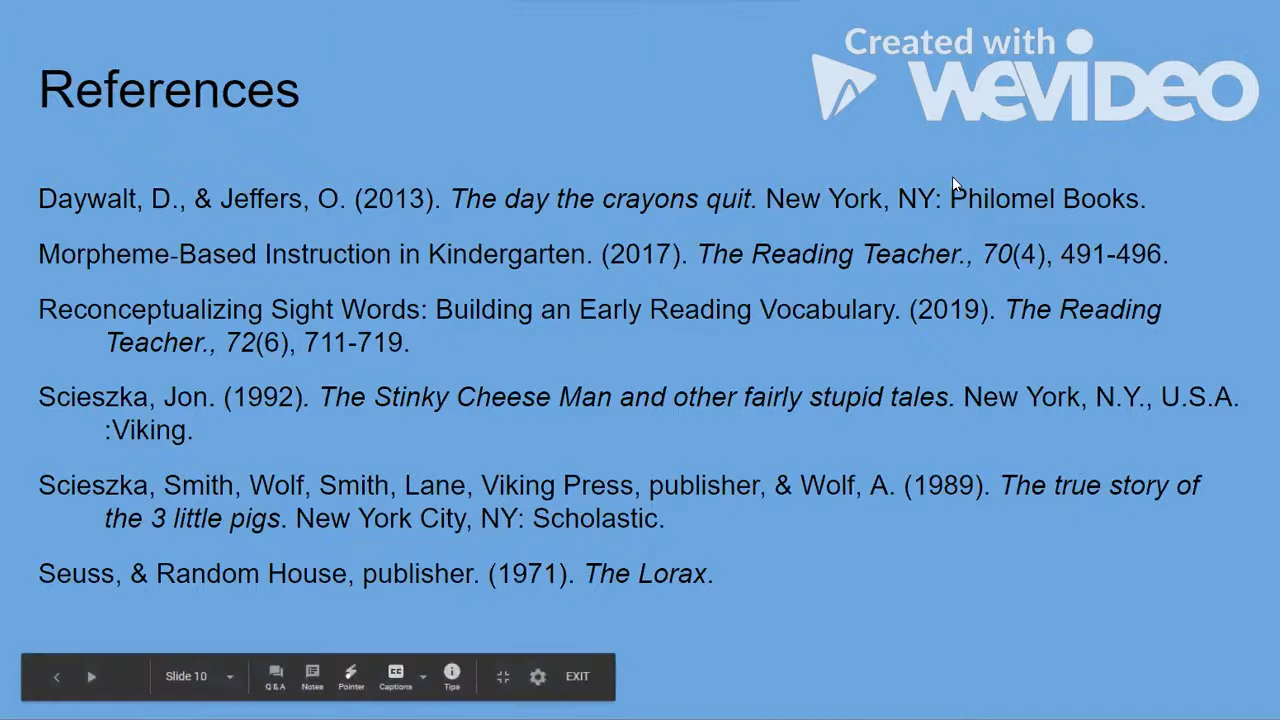 Created with
WEVIDEO
References
Daywalt, D., & Jeffers, O. (2013). The day the crayons quit. New York, NY: Philomel Books.
Morpheme-Based Instruction in Kindergarten. (2017). The Reading Teacher., 70(4), 491-496.
Reconceptualizing Sight Words: Building an Early Reading Vocabulary. (2019). The Reading
Teacher., 72(6), 711-719.
Scieszka, Jon. (1992). The Stinky Cheese Man and other fairly stupid tales. New York, N.Y., U.S.A.
:Viking.
Scieszka, Smith, Wolf, Smith, Lane, Viking Press, publisher, & Wolf, A. (1989). The true story of
the 3 little pigs. New York City, NY: Scholastic.
Seuss, & Random House, publisher. (1971). The Lorax.
Slide 10 Q & A Notes Pointer CC Captions Tips EXIT